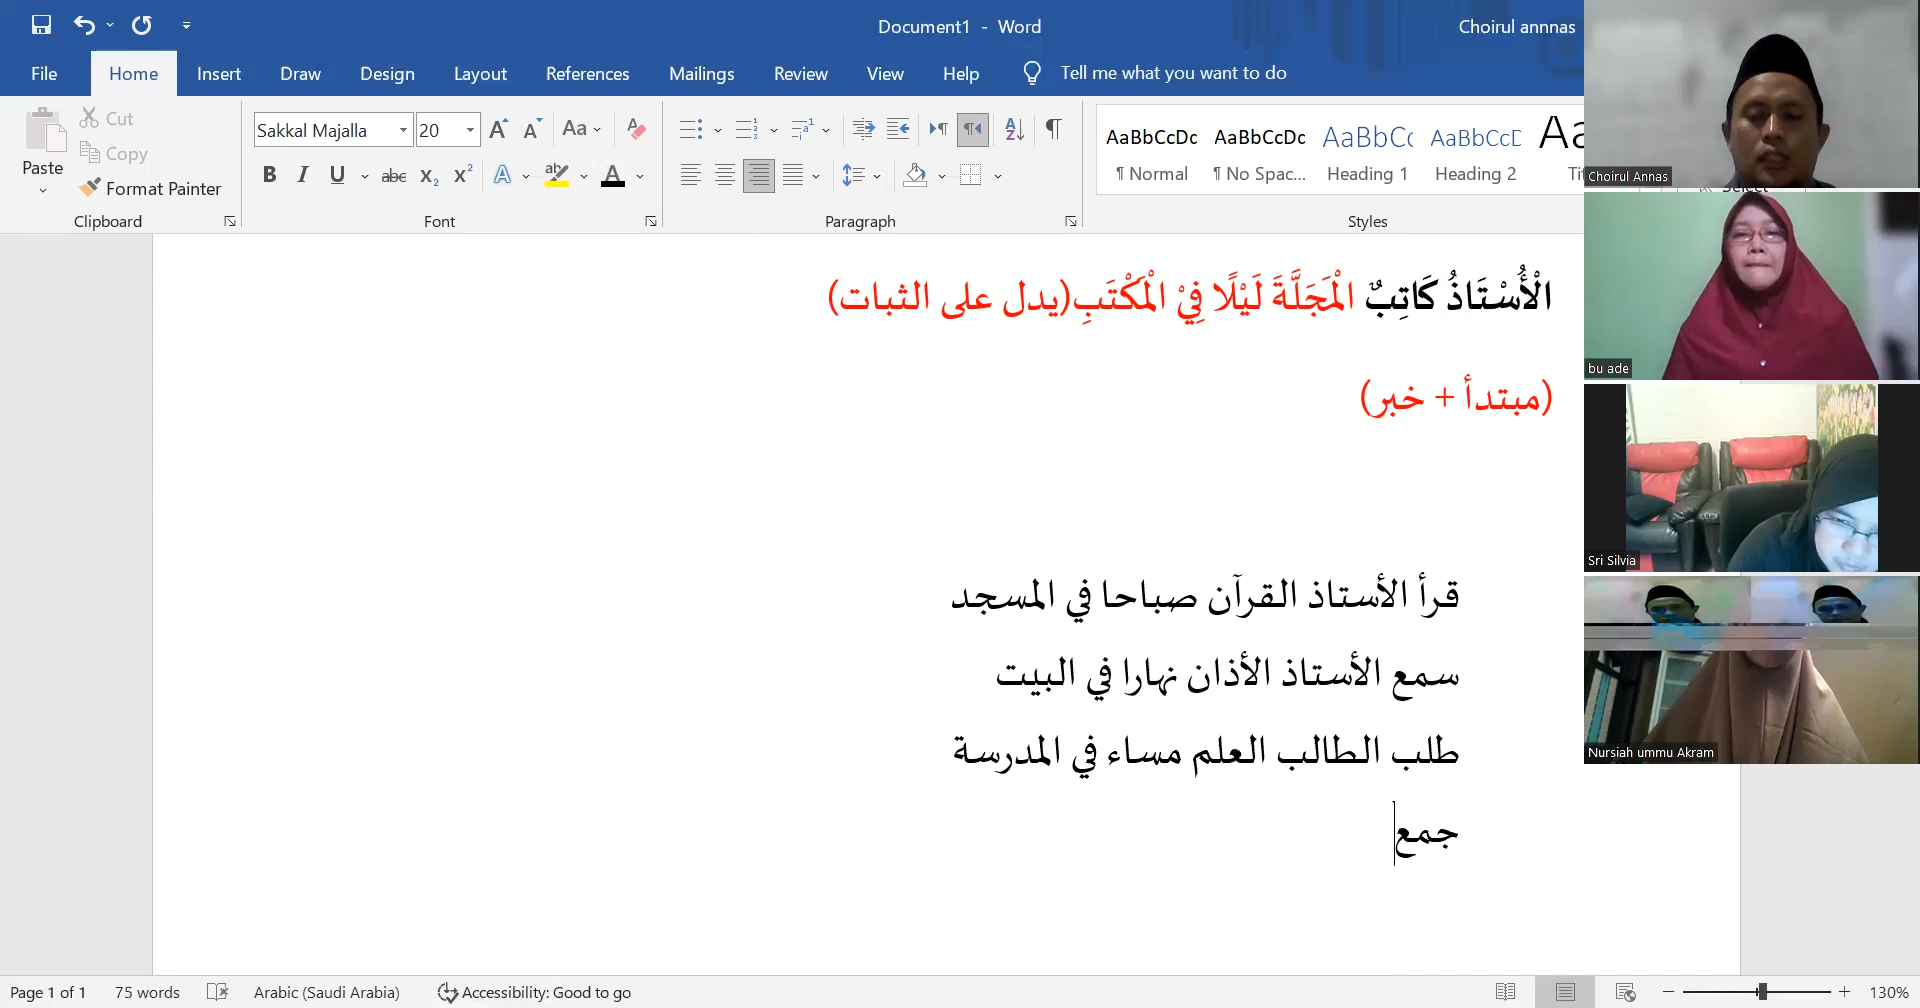 Document1 - Word
Choirul annnas
File Home Insert Draw Design Layout References Mailings Review View Help Tell me what you want to do
Cut
Copy
Paste
Format Painter
Clipboard
Sakkal Majalla 20
Font
Paragraph
AaBbCcDc AaBbCcDc AaBbCc AaBbCcD Aa
¶ Normal ¶ No Spac... Heading 1 Heading 2
Styles
Select
الْأُسْتَاذُ كَاتِبٌ الْمَجَلَّةَ لَيْلًا فِيْ الْمَكْتَبِ(يدل على الثبات)
(مبتدأ + خبر)
قرأ الأستاذ القرآن صباحا في المسجد
سمع الأستاذ الأذان نهارا في البيت
طلب الطالب العلم مساء في المدرسة
جمع
Choirul Annas
bu ade
Sri Silvia
Nursiah ummu Akram
Page 1 of 1 75 words Arabic (Saudi Arabia) Accessibility: Good to go 130%